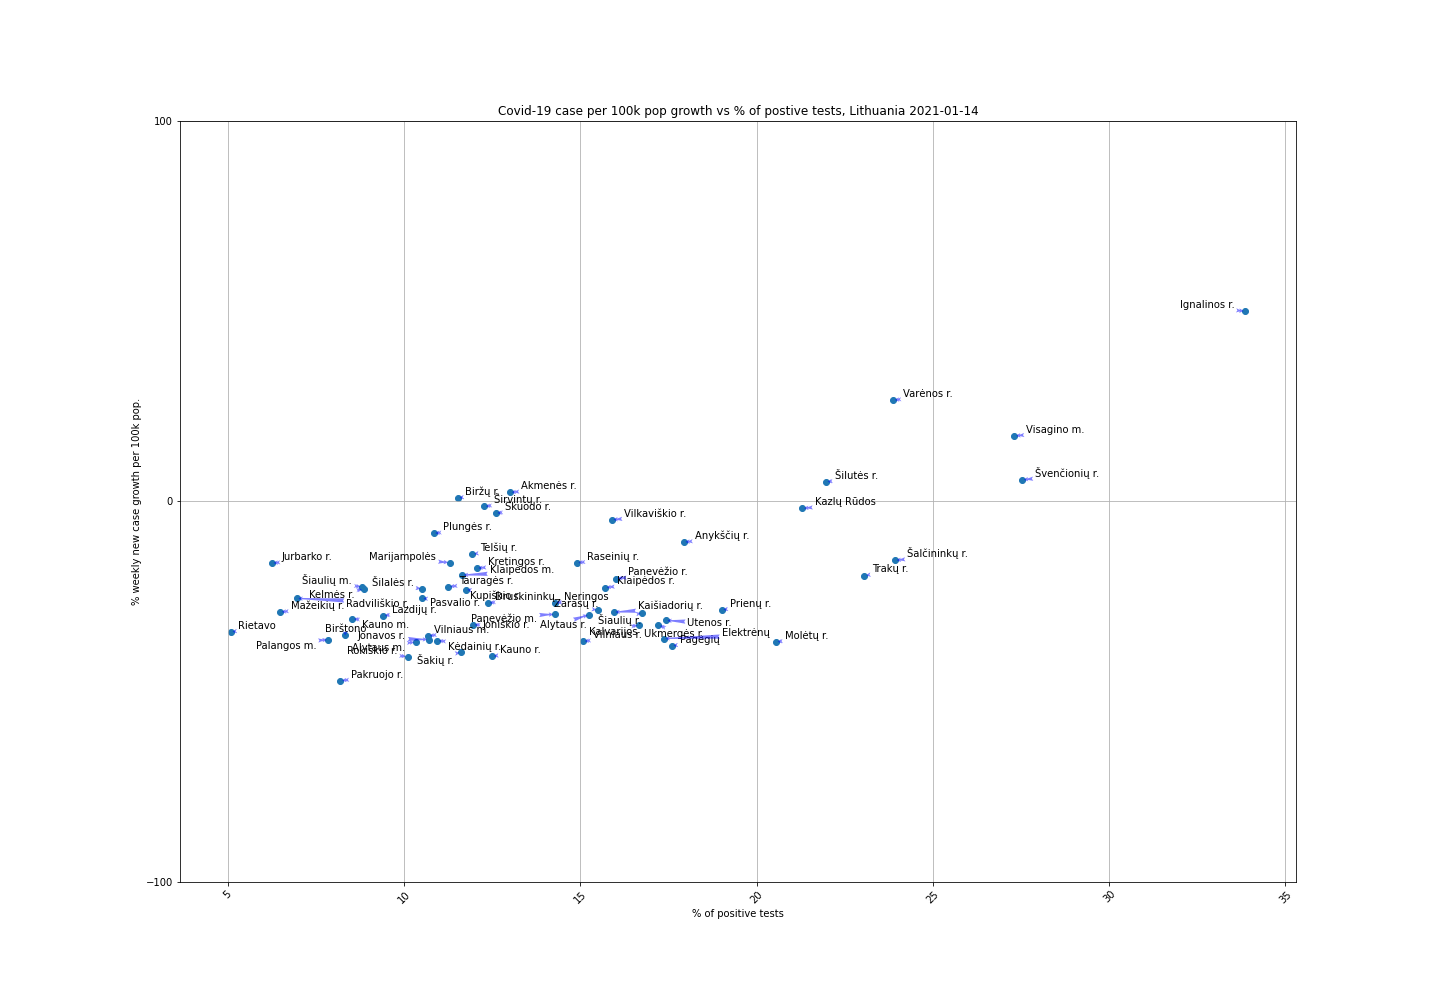 Covid-19 case per 100k pop growth vs % of postive tests, Lithuania 2021-01-14
100
Ignalinos r.
Varėnos r.
Visagino m.
Šilutės r.
Švenčionių r.
Akmenės r.
Biržų r.
Širvintų r.
Skuodo r.
Kazlų Rūdos
0
Vilkaviškio r.
Plungės r.
Anykščių r.
Telšių r.
Jurbarko r.
Marijampolės
Kretingos r.
Raseinių r.
Šalčininkų r.
Klaipėdos m.
Panevėžio r.
Trakų r.
Šiaulių m.
Šilalės r.
Tauragės r.
Klaipėdos r.
Kelmės r.
Kupiškio r.
Druskininkų
Neringos
Mažeikių r.
Radviliškio r.
Pasvalio r.
Zarasų r.
Kaišiadorių r.
Prienų r.
Lazdijų r.
Panevėžio m.
Šiaulių r.
Utenos r.
Rietavo
Birštono
Kauno m.
Joniškio r.
Alytaus r.
Vilniaus m.
Kalvarijos
Ukmergės r.
Elektrėnų
Jonavos r.
Vilniaus r.
Pagėgių
Molėtų r.
Palangos m.
Alytaus m.
Kėdainių r.
Rokiškio r.
Kauno r.
Šakių r.
Pakruojo r.
% weekly new case growth per 100k pop.
−100
5
10
15
20
25
30
35
% of positive tests